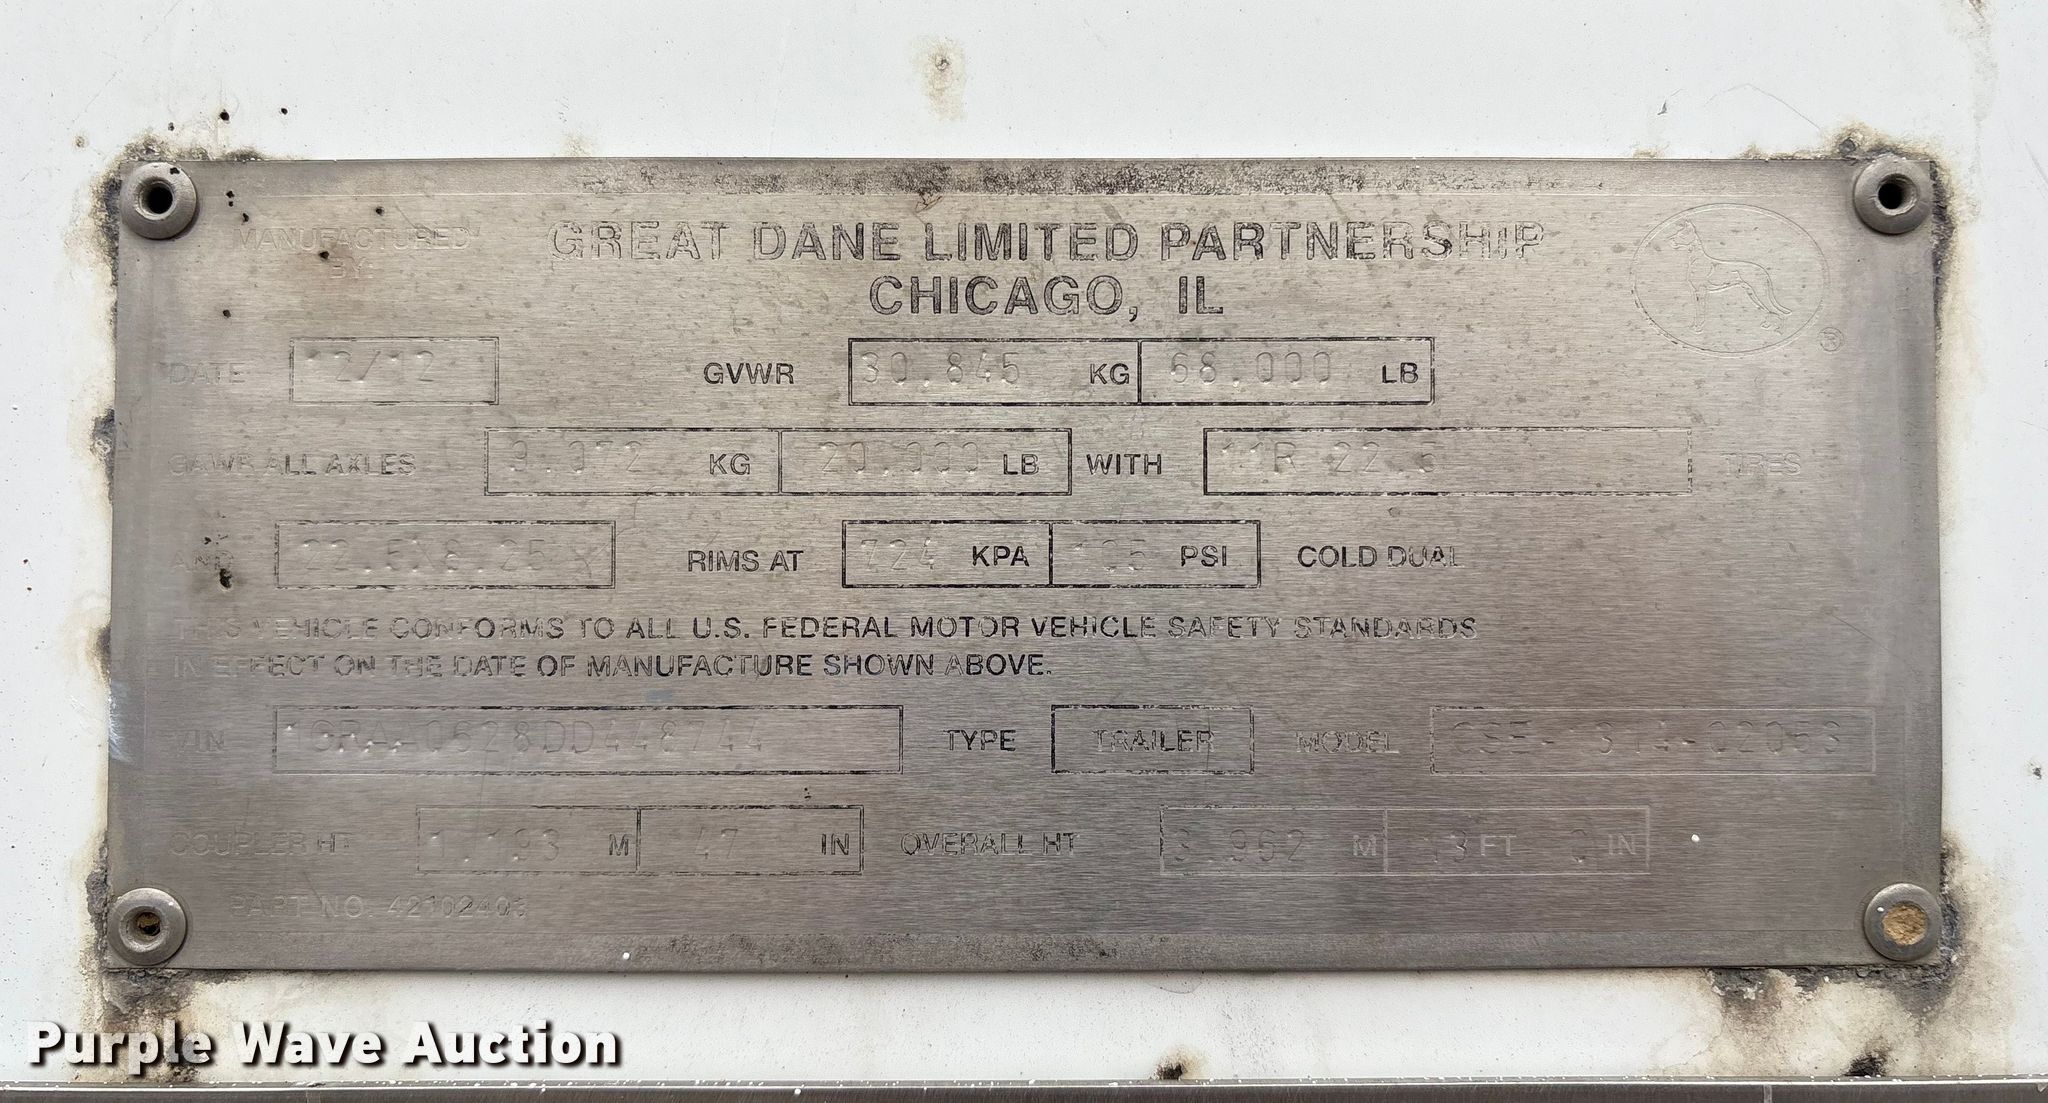 MANUFACTURED BY: GREAT DANE LIMITED PARTNERSHIP
CHICAGO, IL
®
DATE 12/12 GVWR 30.845 KG 68.000 LB
GAWR ALL AXLES 9.072 KG 20.000 LB WITH 11R 22.5 TIRES
AND 22.5X8.25 RIMS AT 724 KPA 105 PSI COLD DUAL
THIS VEHICLE CONFORMS TO ALL U.S. FEDERAL MOTOR VEHICLE SAFETY STANDARDS
IN EFFECT ON THE DATE OF MANUFACTURE SHOWN ABOVE.
VIN 1GRAA0628DD448744 TYPE TRAILER MODEL
COUPLER HT 1.193 M 47 IN OVERALL HT 3.962 M 13 FT 0 IN
PART NO. 42102403
Purple Wave Auction